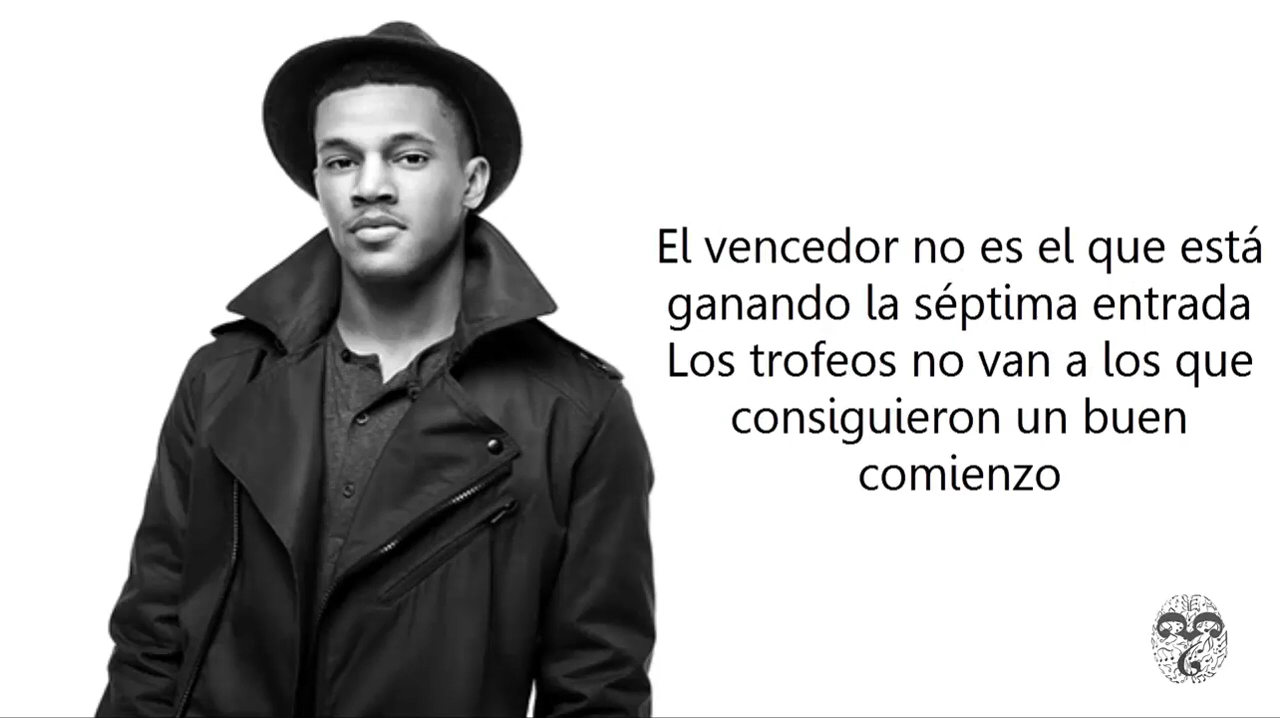 El vencedor no es el que está
ganando la séptima entrada
Los trofeos no van a los que
consiguieron un buen
comienzo